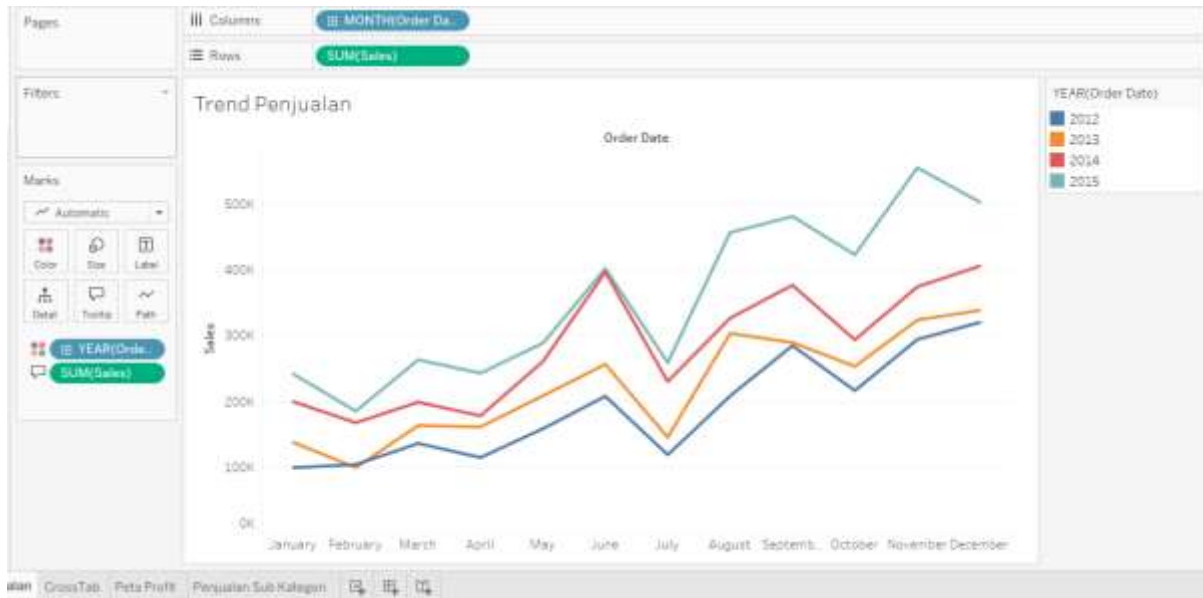 Pages
Columns
MONTH(Order Da..
Rows
SUM(Sales)
Filters
Trend Penjualan
YEAR(Order Date)
2012
2013
2014
2015
Order Date
Marks
Automatic
Color
Size
Label
Detail
Tooltip
Path
YEAR(Orde..
SUM(Sales)
500K
400K
300K
200K
100K
0K
Sales
January February March April May June July August Septemb.. October November December
CrossTab Peta Profit Penjualan Sub Kategori